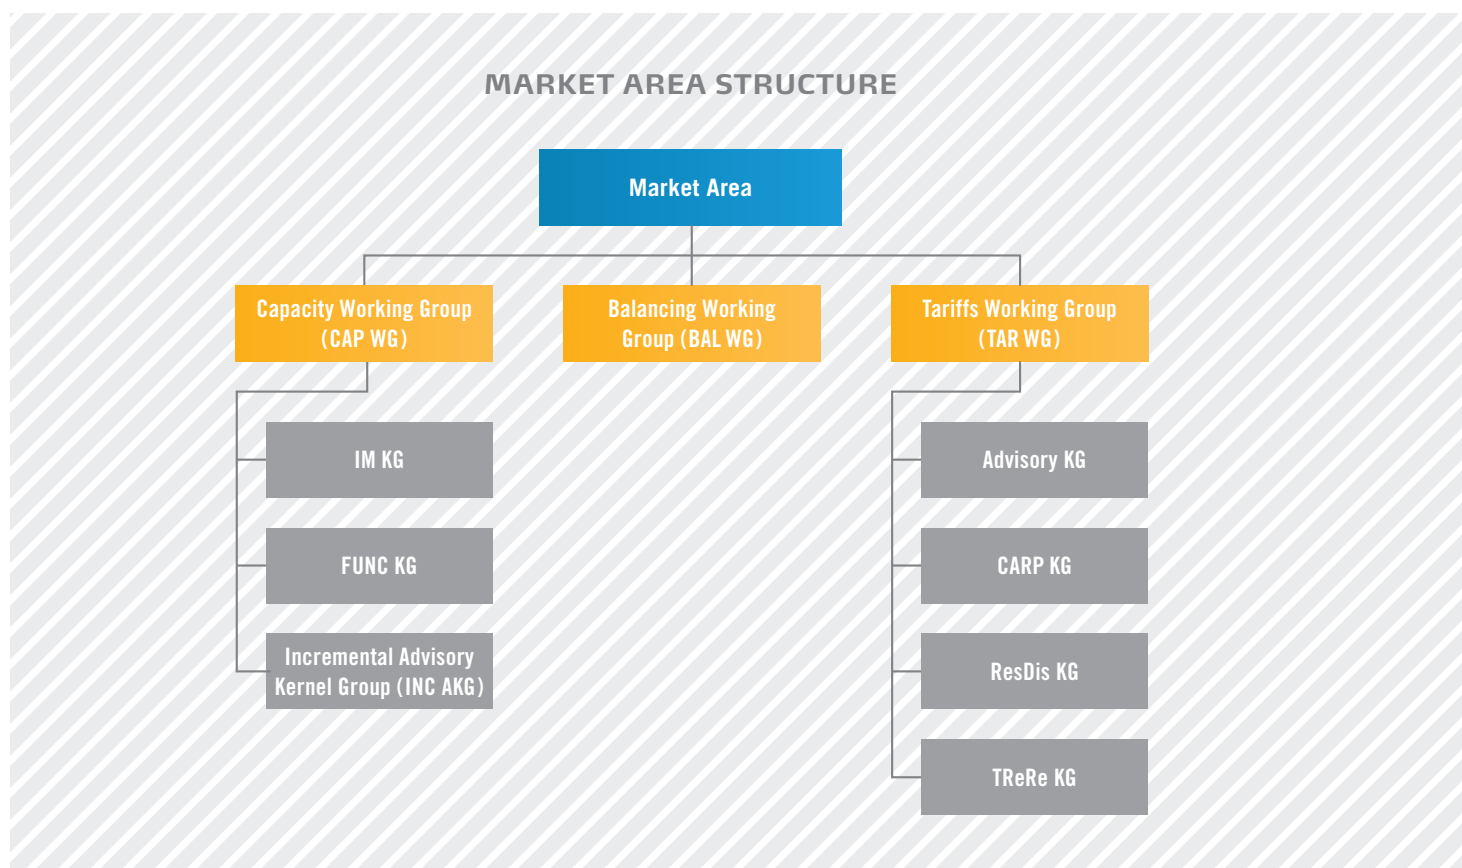 MARKET AREA STRUCTURE
Market Area
Capacity Working Group
(CAP WG)
Balancing Working
Group (BAL WG)
Tariffs Working Group
(TAR WG)
IM KG
FUNC KG
Incremental Advisory
Kernel Group (INC AKG)
Advisory KG
CARP KG
ResDis KG
TReRe KG